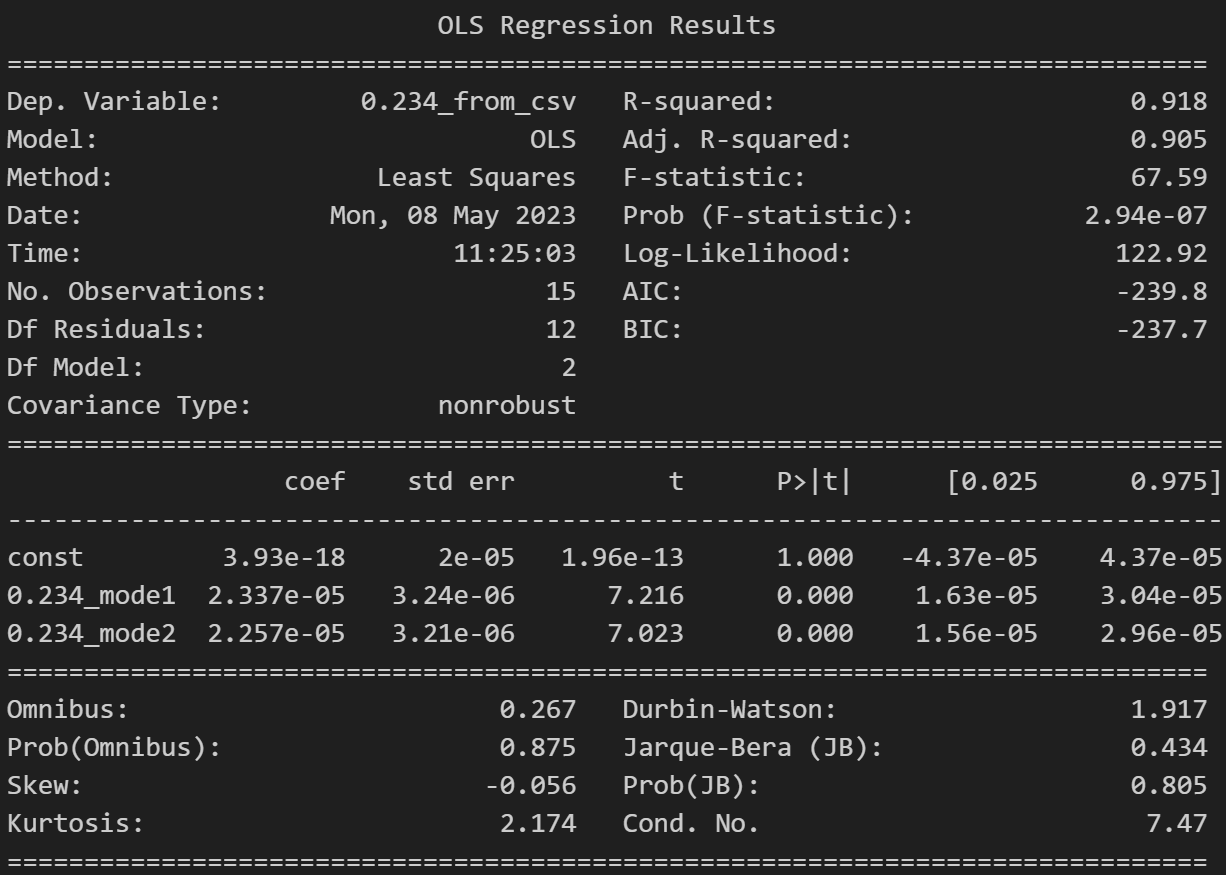 OLS Regression Results
==============================================================================
Dep. Variable:         0.234_from_csv   R-squared:                       0.918
Model:                            OLS   Adj. R-squared:                  0.905
Method:                 Least Squares   F-statistic:                     67.59
Date:                Mon, 08 May 2023   Prob (F-statistic):           2.94e-07
Time:                        11:25:03   Log-Likelihood:                 122.92
No. Observations:                  15   AIC:                            -239.8
Df Residuals:                      12   BIC:                            -237.7
Df Model:                           2
Covariance Type:            nonrobust
===============================================================================
                  coef    std err          t      P>|t|      [0.025      0.975]
-------------------------------------------------------------------------------
const         3.93e-18      2e-05   1.96e-13      1.000   -4.37e-05    4.37e-05
0.234_mode1  2.337e-05   3.24e-06      7.216      0.000    1.63e-05    3.04e-05
0.234_mode2  2.257e-05   3.21e-06      7.023      0.000    1.56e-05    2.96e-05
==============================================================================
Omnibus:                        0.267   Durbin-Watson:                   1.917
Prob(Omnibus):                  0.875   Jarque-Bera (JB):                0.434
Skew:                          -0.056   Prob(JB):                        0.805
Kurtosis:                       2.174   Cond. No.                         7.47
==============================================================================